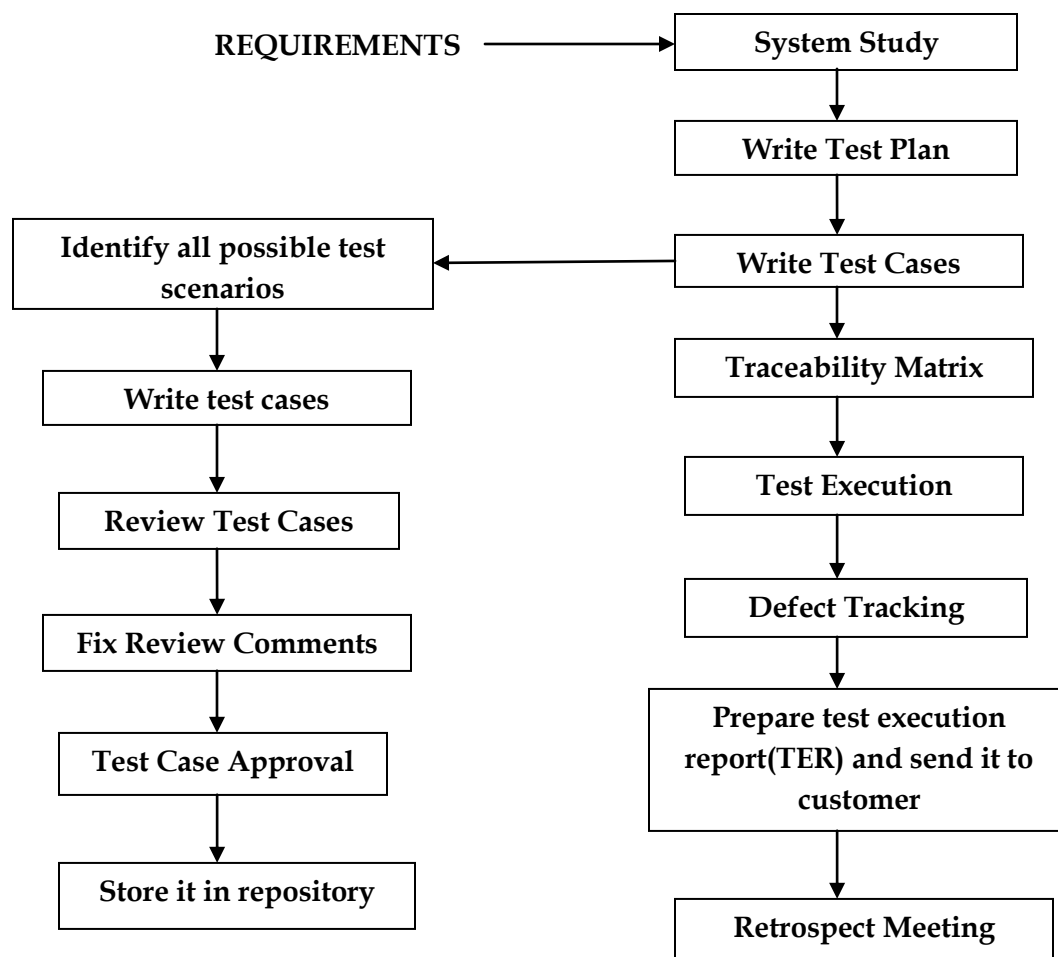 REQUIREMENTS
System Study
Write Test Plan
Identify all possible test
scenarios
Write Test Cases
Traceability Matrix
Write test cases
Test Execution
Review Test Cases
Defect Tracking
Fix Review Comments
Prepare test execution
report(TER) and send it to
customer
Test Case Approval
Store it in repository
Retrospect Meeting